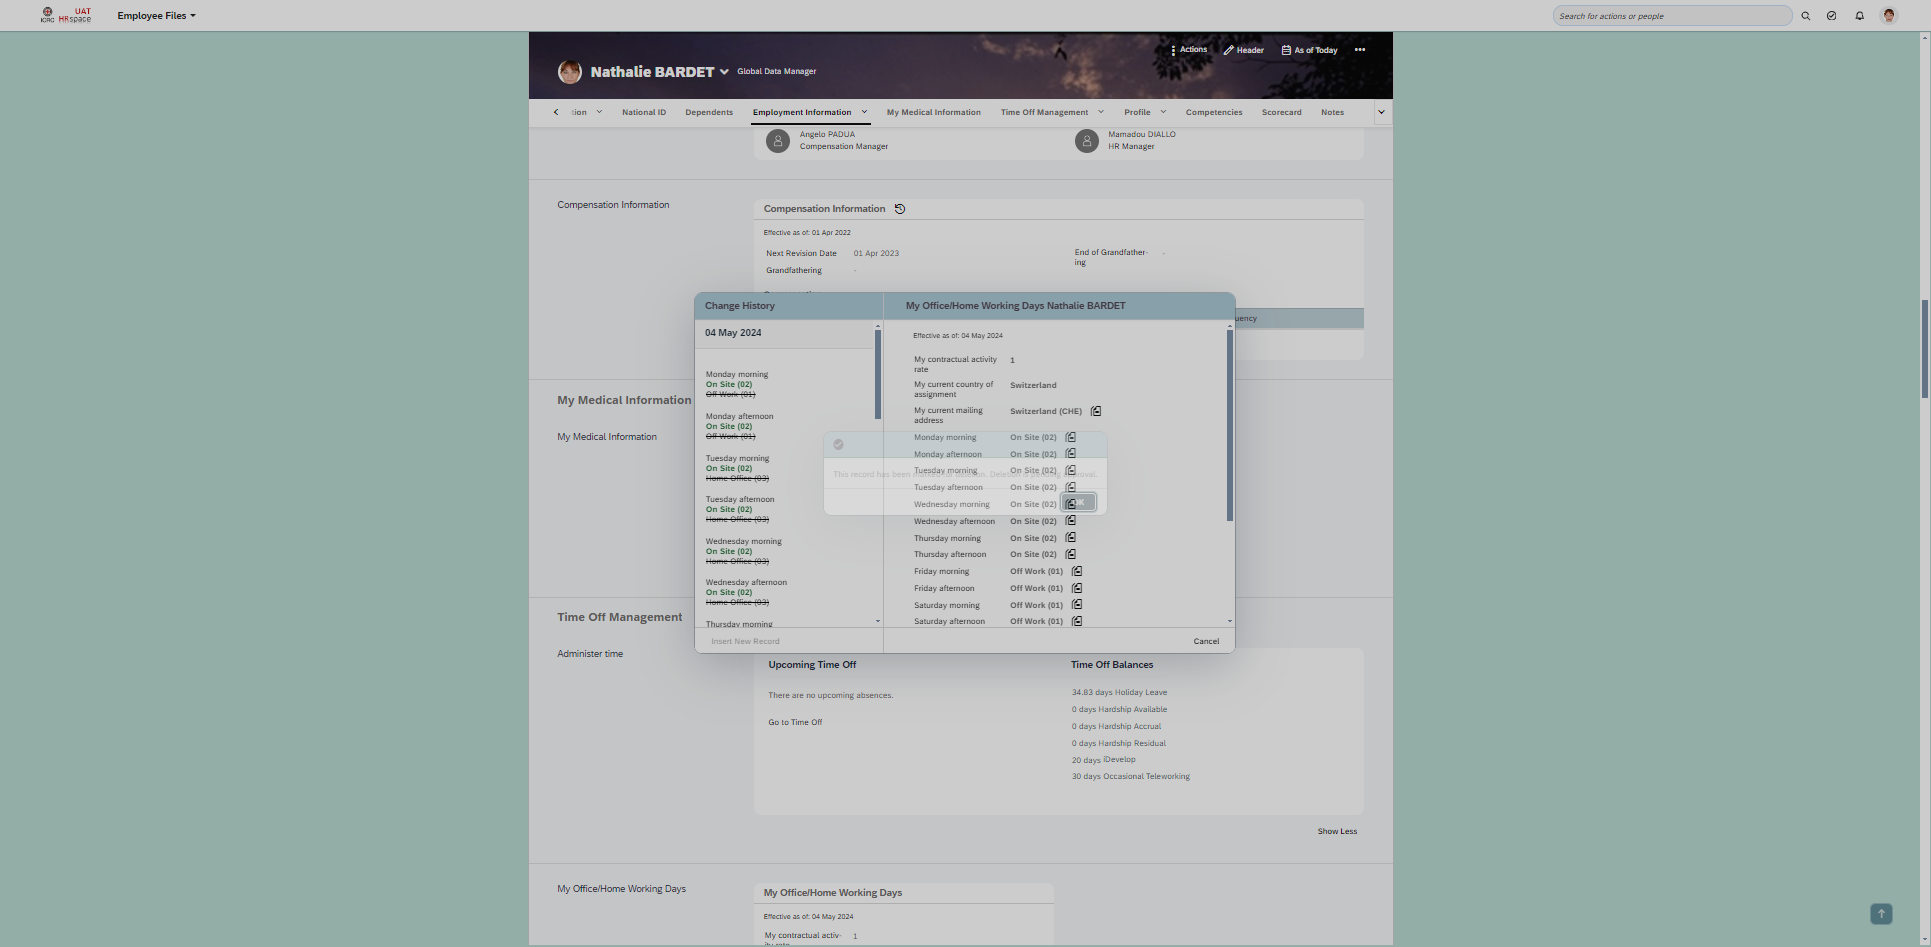 ICRC
UAT
HRspace
Employee Files
Search for actions or people
Actions
Header
As of Today
Nathalie BARDET
Global Data Manager
tion
National ID
Dependents
Employment Information
My Medical Information
Time Off Management
Profile
Competencies
Scorecard
Notes
Angelo PADUA
Compensation Manager
Mamadou DIALLO
HR Manager
Compensation Information
Compensation Information
Effective as of: 01 Apr 2022
Next Revision Date 01 Apr 2023
End of Grandfather-
ing -
Grandfathering -
uency
Change History
My Office/Home Working Days Nathalie BARDET
04 May 2024
Monday morning
On Site (02)
Off Work (01)
Monday afternoon
On Site (02)
Off Work (01)
Tuesday morning
On Site (02)
Home Office (03)
Tuesday afternoon
On Site (02)
Home Office (03)
Wednesday morning
On Site (02)
Home Office (03)
Wednesday afternoon
On Site (02)
Home Office (03)
Thursday morning
Insert New Record
Effective as of: 04 May 2024
My contractual activity
rate 1
My current country of
assignment Switzerland
My current mailing
address Switzerland (CHE)
Monday morning On Site (02)
Monday afternoon On Site (02)
Tuesday morning On Site (02)
Tuesday afternoon On Site (02)
Wednesday morning On Site (02)
Wednesday afternoon On Site (02)
Thursday morning On Site (02)
Thursday afternoon On Site (02)
Friday morning Off Work (01)
Friday afternoon Off Work (01)
Saturday morning Off Work (01)
Saturday afternoon Off Work (01)
Cancel
This record has been
My Medical Information
My Medical Information
Time Off Management
Administer time
Upcoming Time Off
There are no upcoming absences.
Go to Time Off
Time Off Balances
34.83 days Holiday Leave
0 days Hardship Available
0 days Hardship Accrual
0 days Hardship Residual
20 days iDevelop
30 days Occasional Teleworking
Show Less
My Office/Home Working Days
My Office/Home Working Days
Effective as of: 04 May 2024
My contractual activ- 1